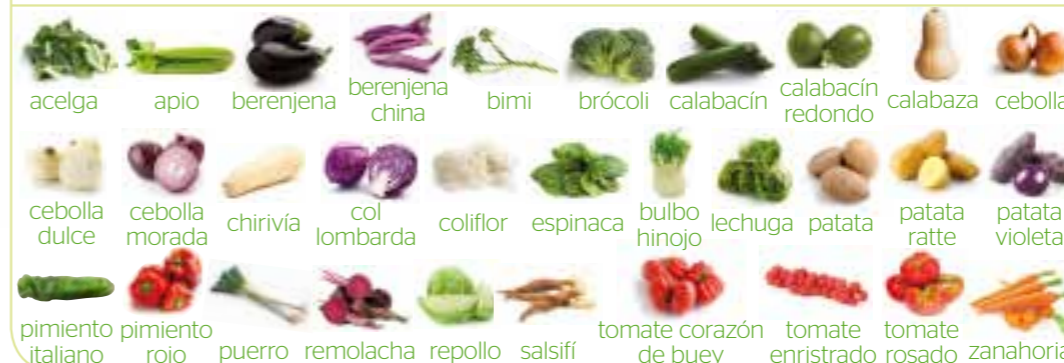 acelga apio berenjena berenjena china bimi brócoli calabacín calabacín redondo calabaza cebolla
cebolla dulce cebolla morada chirivía col lombarda coliflor espinaca bulbo hinojo lechuga patata patata ratte patata violeta
pimiento italiano pimiento rojo puerro remolacha repollo salsifí tomate corazón de buey tomate enristrado tomate rosado zanahoria